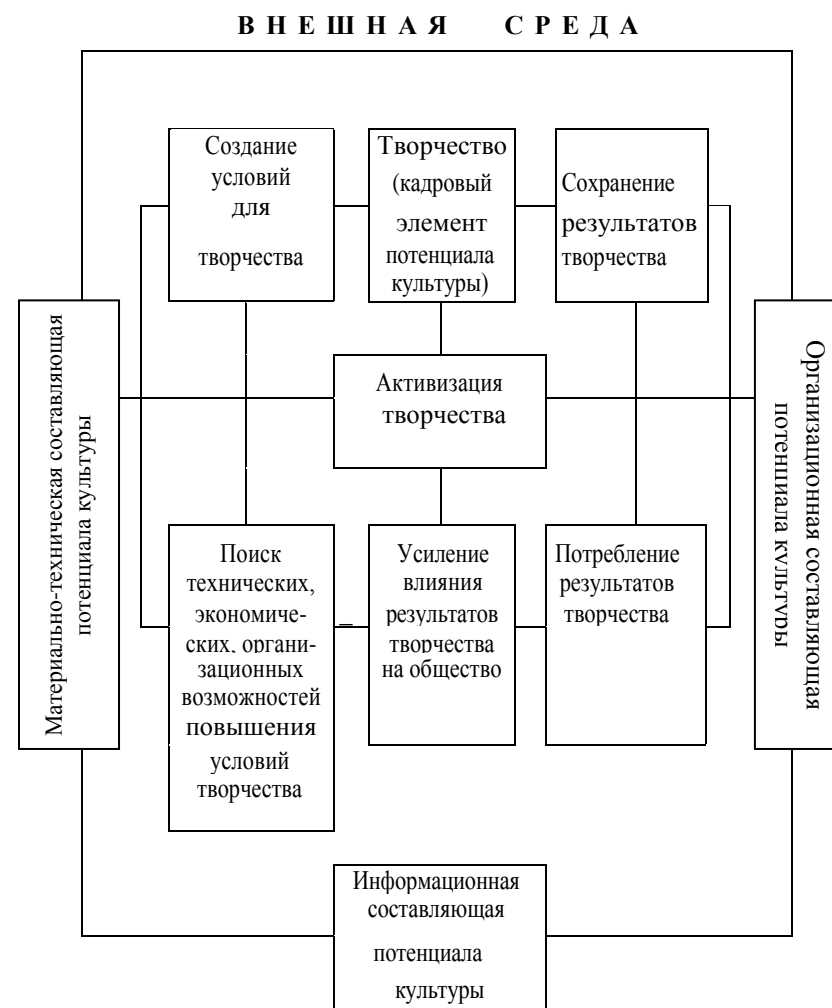 ВНЕШНАЯ СРЕДА
Создание
условий
для
творчества
Творчество
(кадровый
элемент
потенциала
культуры)
Сохранение
результатов
творчества
Материально-техническая составляющая
потенциала культуры
Активизация
творчества
Организационная составляющая
потенциала культуры
Поиск
технических,
экономиче-
ских, органи-
зационных
возможностей
повышения
условий
творчества
Усиление
влияния
результатов
творчества
на общество
Потребление
результатов
творчества
Информационная
составляющая
потенциала
культуры